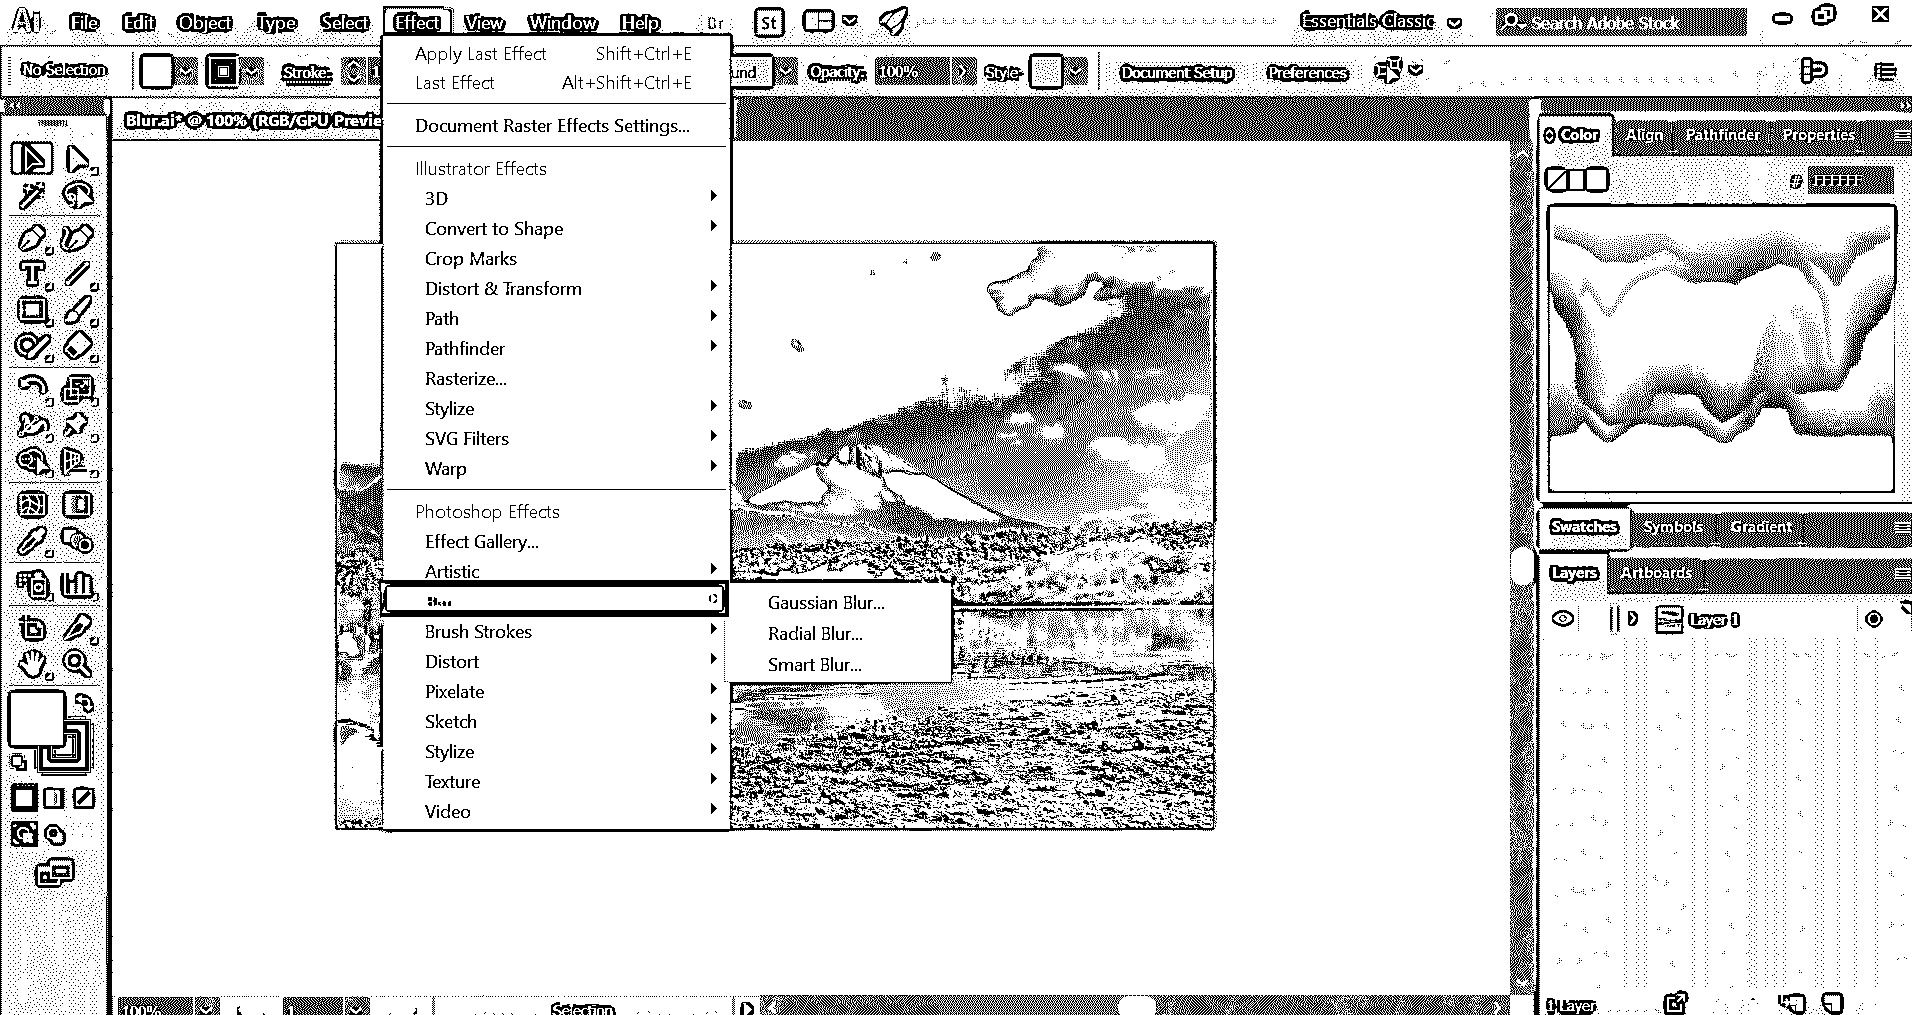 Ai File Edit Object Type Select Effect View Window Help Br St Essentials Classic Search Adobe Stock
No Selection Stroke: Opacity: 100% Style: Document Setup Preferences
Blur.ai* @ 100% (RGB/GPU Preview
Apply Last Effect Shift+Ctrl+E
Last Effect Alt+Shift+Ctrl+E
Document Raster Effects Settings...
Illustrator Effects
3D
Convert to Shape
Crop Marks
Distort & Transform
Path
Pathfinder
Rasterize...
Stylize
SVG Filters
Warp
Photoshop Effects
Effect Gallery...
Artistic
Brush Strokes
Distort
Pixelate
Sketch
Stylize
Texture
Video
Gaussian Blur...
Radial Blur...
Smart Blur...
Color Align Pathfinder Properties
# FFFFFF
Swatches Symbols Gradient
Layers Artboards
Layer 1
1 Layer
100% 1 Selection